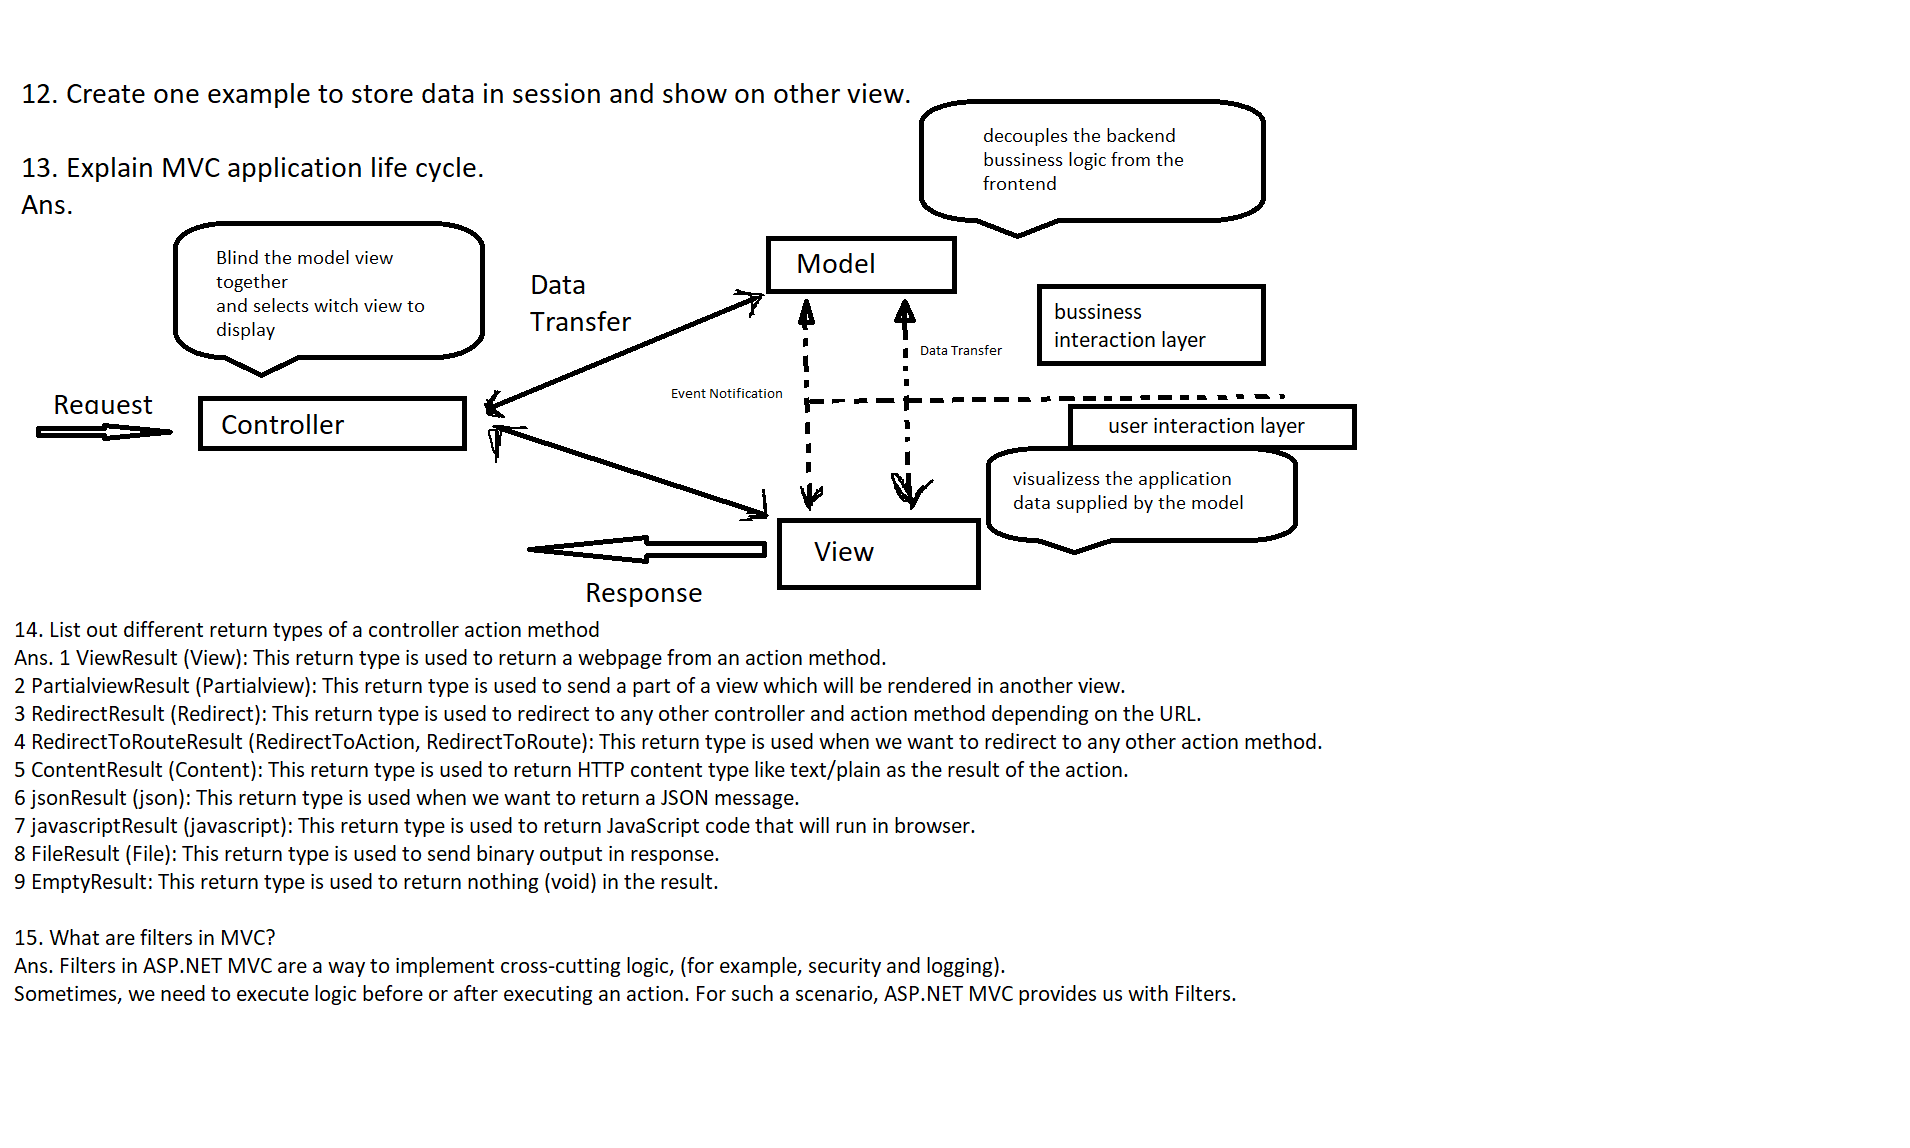 12. Create one example to store data in session and show on other view.
13. Explain MVC application life cycle.
Ans.
decouples the backend
bussiness logic from the
frontend
Blind the model view
together
and selects witch view to
display
Data
Transfer
Model
bussiness
interaction layer
Data Transfer
Event Notification
Request
Controller
user interaction layer
visualizess the application
data supplied by the model
View
Response
14. List out different return types of a controller action method
Ans. 1 ViewResult (View): This return type is used to return a webpage from an action method.
2 PartialviewResult (Partialview): This return type is used to send a part of a view which will be rendered in another view.
3 RedirectResult (Redirect): This return type is used to redirect to any other controller and action method depending on the URL.
4 RedirectToRouteResult (RedirectToAction, RedirectToRoute): This return type is used when we want to redirect to any other action method.
5 ContentResult (Content): This return type is used to return HTTP content type like text/plain as the result of the action.
6 jsonResult (json): This return type is used when we want to return a JSON message.
7 javascriptResult (javascript): This return type is used to return JavaScript code that will run in browser.
8 FileResult (File): This return type is used to send binary output in response.
9 EmptyResult: This return type is used to return nothing (void) in the result.
15. What are filters in MVC?
Ans. Filters in ASP.NET MVC are a way to implement cross-cutting logic, (for example, security and logging).
Sometimes, we need to execute logic before or after executing an action. For such a scenario, ASP.NET MVC provides us with Filters.